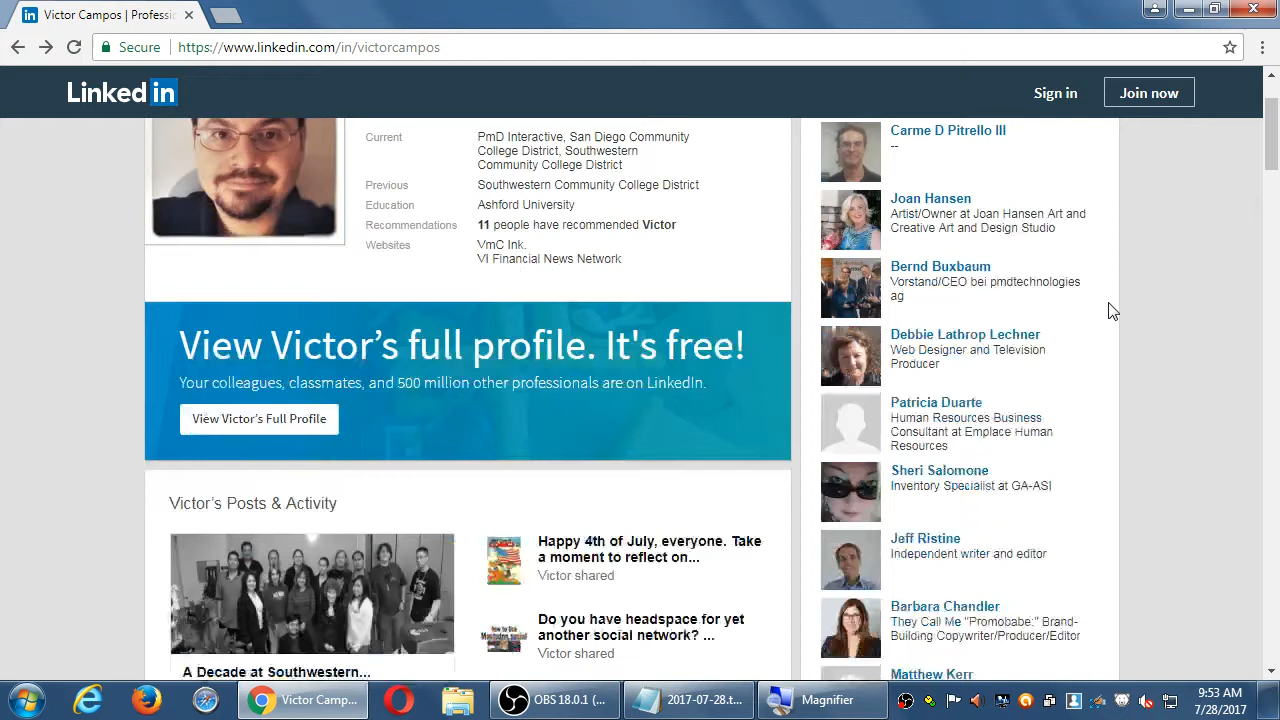 Victor Campos | Professi
Secure
https://www.linkedin.com/in/victorcampos
Linked in
Sign in
Join now
Current
PmD Interactive, San Diego Community
College District, Southwestern
Community College District
Previous
Southwestern Community College District
Education
Ashford University
Recommendations
11 people have recommended Victor
Websites
VmC Ink.
VI Financial News Network
View Victor’s full profile. It's free!
Your colleagues, classmates, and 500 million other professionals are on LinkedIn.
View Victor's Full Profile
Victor’s Posts & Activity
A Decade at Southwestern...
Happy 4th of July, everyone. Take
a moment to reflect on...
Victor shared
Do you have headspace for yet
another social network? ...
Victor shared
Carme D Pitrello III
--
Joan Hansen
Artist/Owner at Joan Hansen Art and
Creative Art and Design Studio
Bernd Buxbaum
Vorstand/CEO bei pmdtechnologies
ag
Debbie Lathrop Lechner
Web Designer and Television
Producer
Patricia Duarte
Human Resources Business
Consultant at Emplace Human
Resources
Sheri Salomone
Inventory Specialist at GA-ASI
Jeff Ristine
Independent writer and editor
Barbara Chandler
They Call Me "Promobabe:" Brand-
Building Copywriter/Producer/Editor
Matthew Kerr
Victor Camp...
OBS 18.0.1 (...
2017-07-28.t...
Magnifier
9:53 AM
7/28/2017